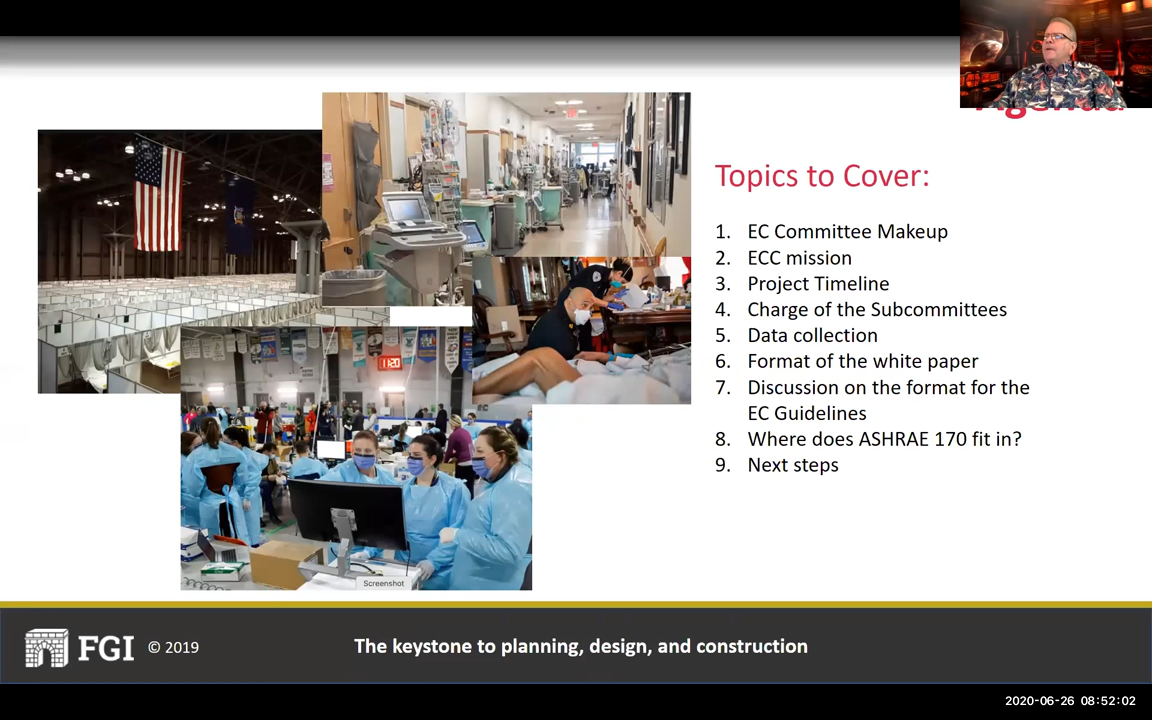 Agenda
Topics to Cover:
1. EC Committee Makeup
2. ECC mission
3. Project Timeline
4. Charge of the Subcommittees
5. Data collection
6. Format of the white paper
7. Discussion on the format for the
EC Guidelines
8. Where does ASHRAE 170 fit in?
9. Next steps
Screenshot
FGI © 2019
The keystone to planning, design, and construction
2020-06-26 08:52:02